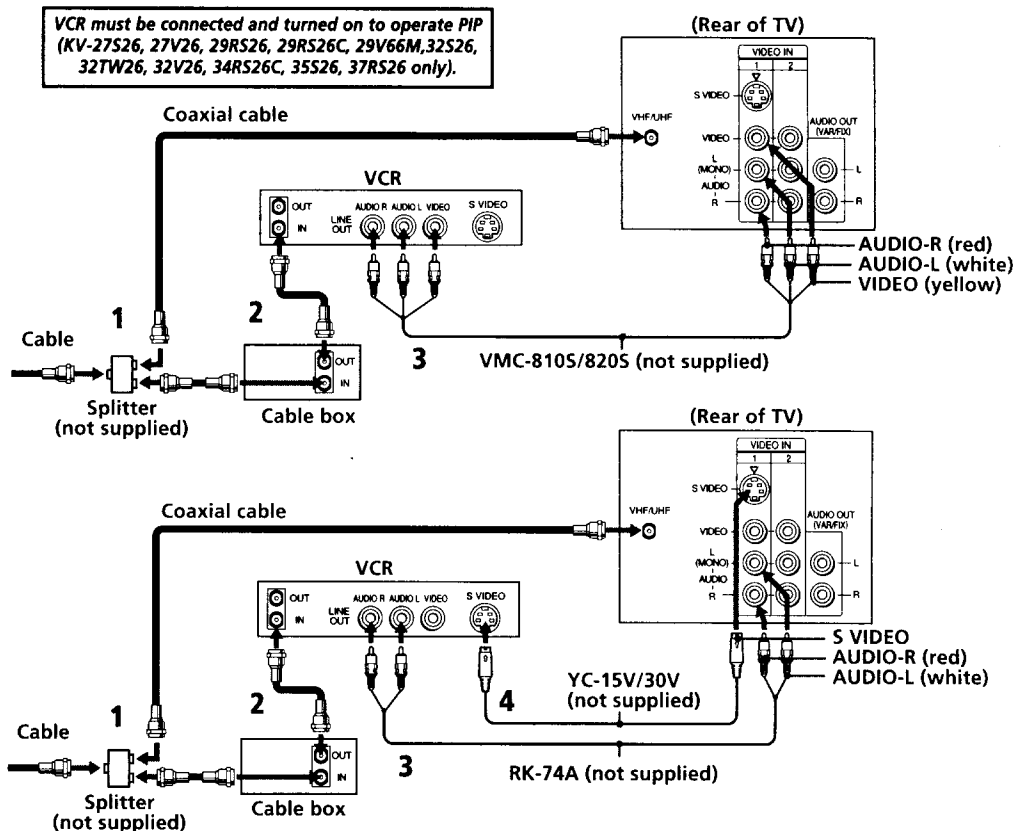 VCR must be connected and turned on to operate PIP
(KV-27S26, 27V26, 29RS26, 29RS26C, 29V66M,32S26,
32TW26, 32V26, 34RS26C, 35S26, 37RS26 only).
(Rear of TV)
VIDEO IN
1 2
S VIDEO
Coaxial cable
VHF/UHF
VIDEO
AUDIO OUT
(VAR/FIX)
L
(MONO)
AUDIO
R
L
R
VCR
OUT
IN
LINE
OUT
AUDIO R AUDIO L VIDEO
S VIDEO
AUDIO-R (red)
AUDIO-L (white)
VIDEO (yellow)
1
2
3
Cable
OUT
IN
VMC-810S/820S (not supplied)
Splitter
(not supplied)
Cable box
(Rear of TV)
VIDEO IN
1 2
S VIDEO
Coaxial cable
VHF/UHF
VIDEO
AUDIO OUT
(VAR/FIX)
L
(MONO)
AUDIO
R
L
R
VCR
OUT
IN
LINE
OUT
AUDIO R AUDIO L VIDEO
S VIDEO
S VIDEO
AUDIO-R (red)
AUDIO-L (white)
1
2
4
YC-15V/30V
(not supplied)
Cable
OUT
IN
3
RK-74A (not supplied)
Splitter
(not supplied)
Cable box